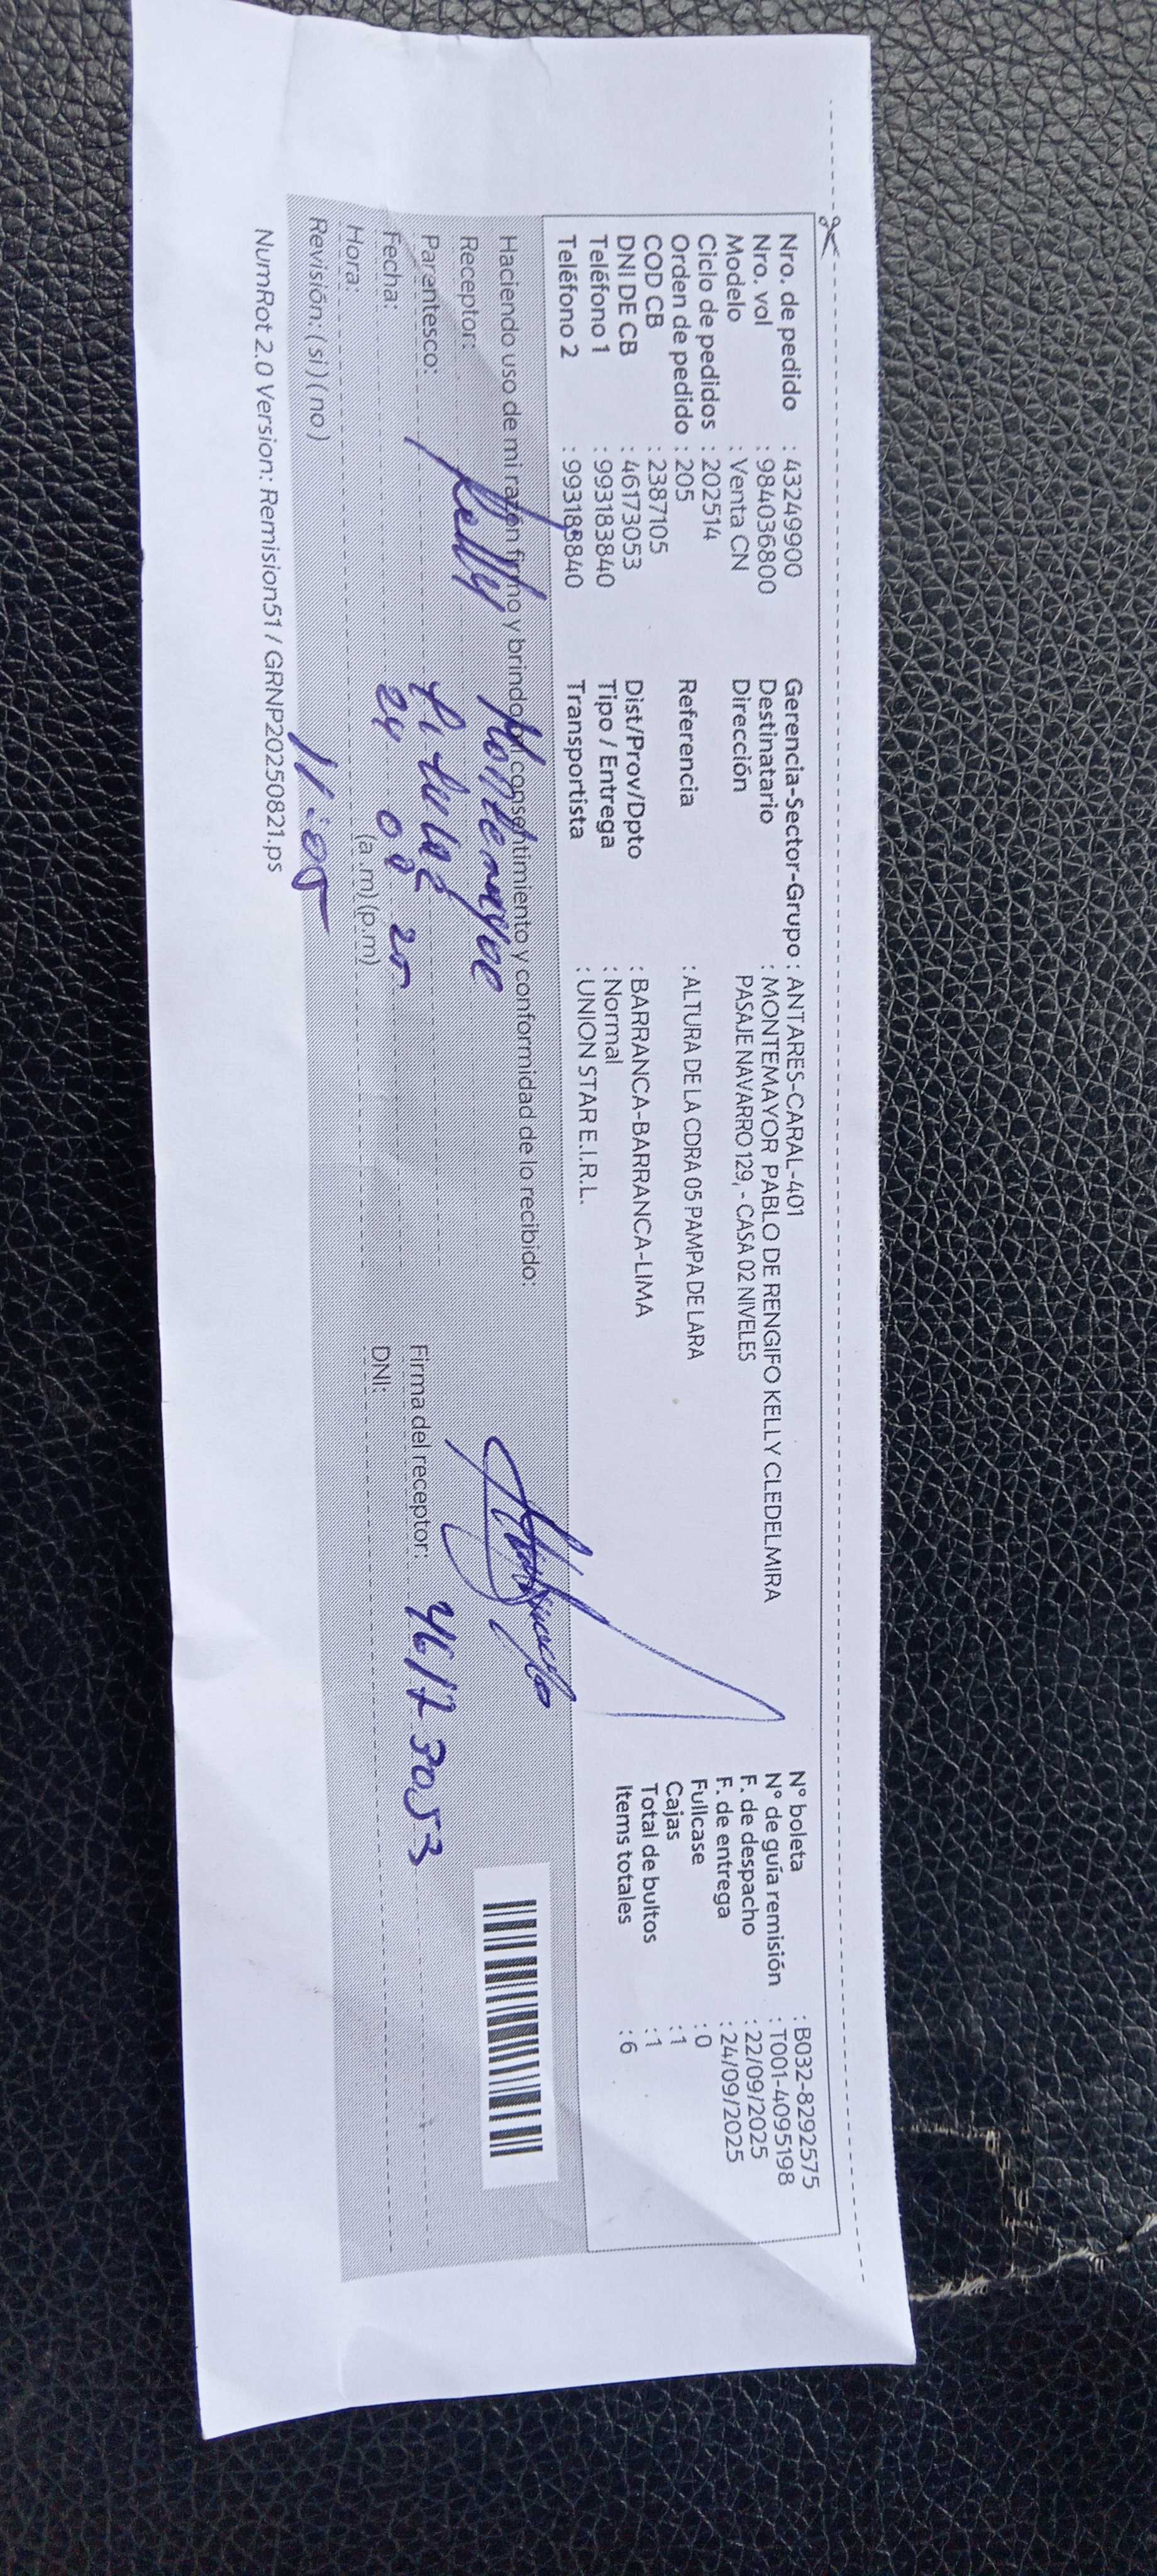 Nro. de pedido : 43249900
Nro. vol : 984036800
Modelo : Venta CN
Ciclo de pedidos : 202514
Orden de pedido : 205
COD CB : 2387105
DNI DE CB : 46173053
Teléfono 1 : 993183840
Teléfono 2 : 993183840
Gerencia-Sector-Grupo : ANTARES-CARAL-401
Destinatario : MONTEMAYOR PABLO DE RENGIFO KELLY CLEDELMIRA
Dirección PASAJE NAVARRO 129, - CASA 02 NIVELES
Referencia : ALTURA DE LA CDRA 05 PAMPA DE LARA
Dist/Prov/Dpto : BARRANCA-BARRANCA-LIMA
Tipo / Entrega : Normal
Transportista : UNION STAR E.I.R.L.
N° boleta : B032-8292575
N° de guía remisión : T001-4095198
F. de despacho : 22/09/2025
F. de entrega : 24/09/2025
Fullcase : 0
Cajas : 1
Total de bultos : 1
Items totales : 6
Haciendo uso de mi razón firmo y brindo mi consentimiento y conformidad de lo recibido:
Receptor: Kelly
Parentesco: Titular
Fecha: 24 09 25
Hora: (a.m) (p.m)
Revisión: ( si ) ( no ) 11:05
Firma del receptor:
DNI: 46173053
NumRot 2.0 Version: Remision51 / GRNP20250821.ps